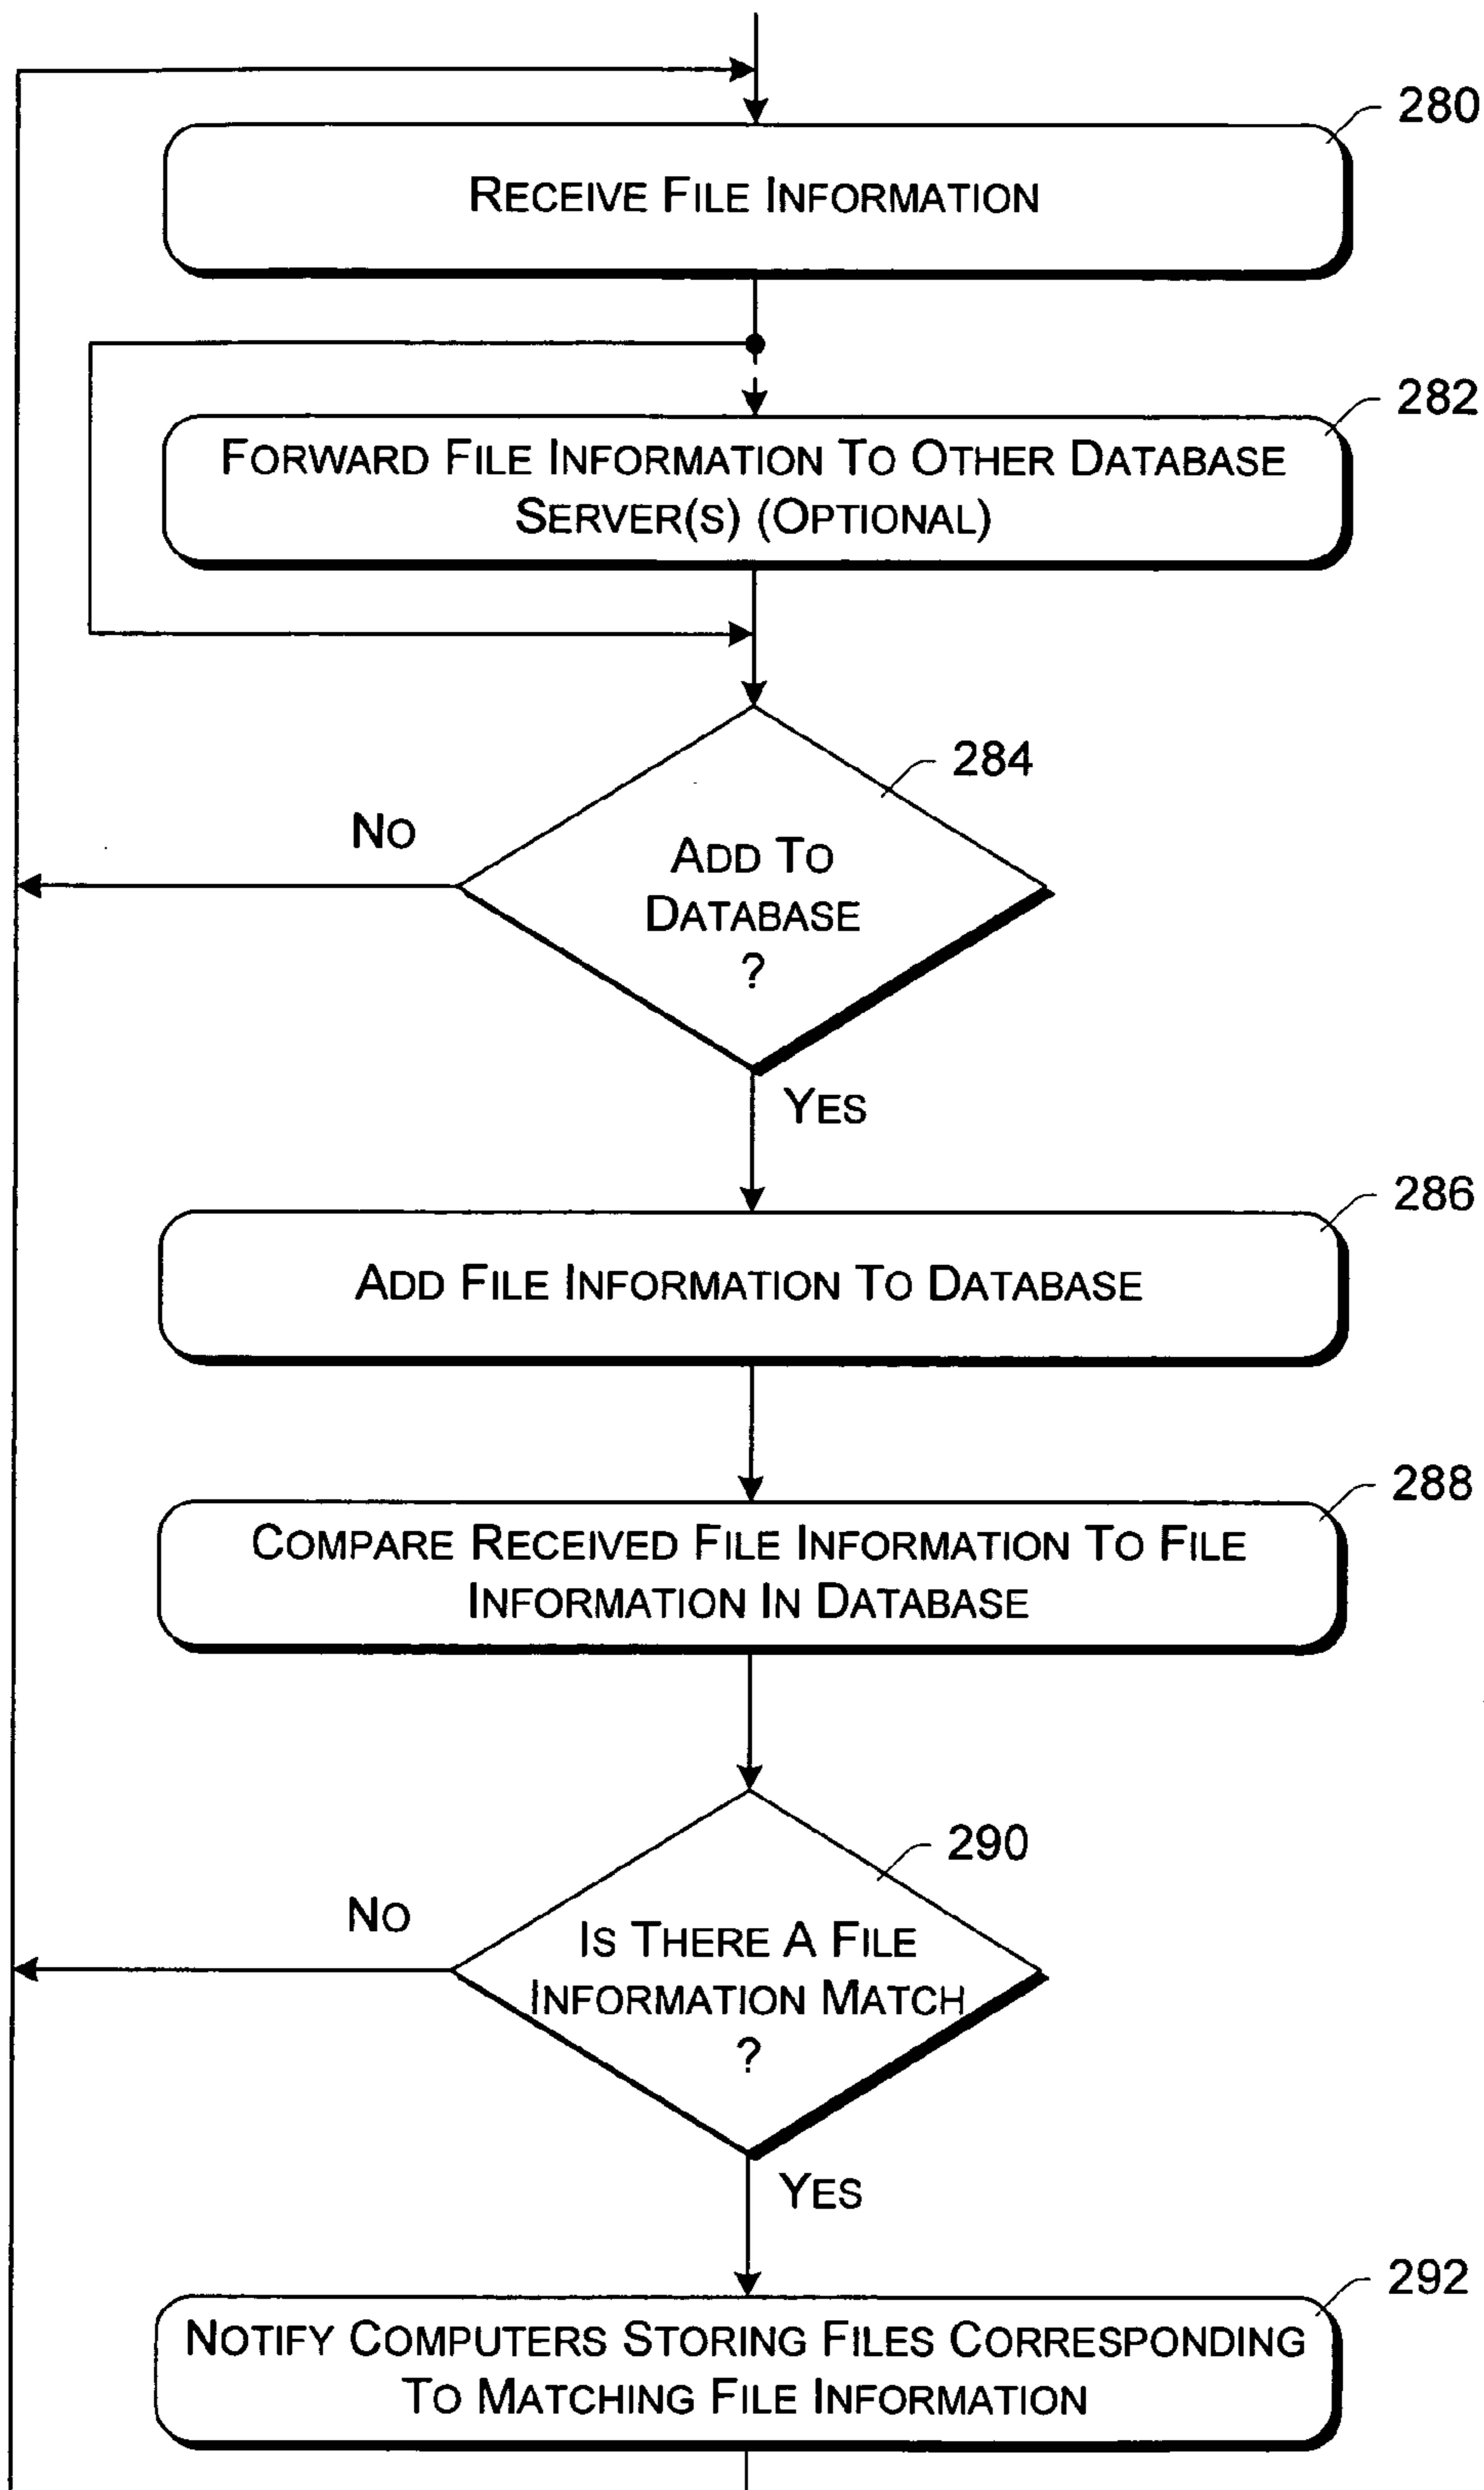 280
RECEIVE FILE INFORMATION
282
FORWARD FILE INFORMATION TO OTHER DATABASE
SERVER(S) (OPTIONAL)
284
NO
ADD TO
DATABASE
?
YES
286
ADD FILE INFORMATION TO DATABASE
288
COMPARE RECEIVED FILE INFORMATION TO FILE
INFORMATION IN DATABASE
290
NO
IS THERE A FILE
INFORMATION MATCH
?
YES
292
NOTIFY COMPUTERS STORING FILES CORRESPONDING
TO MATCHING FILE INFORMATION